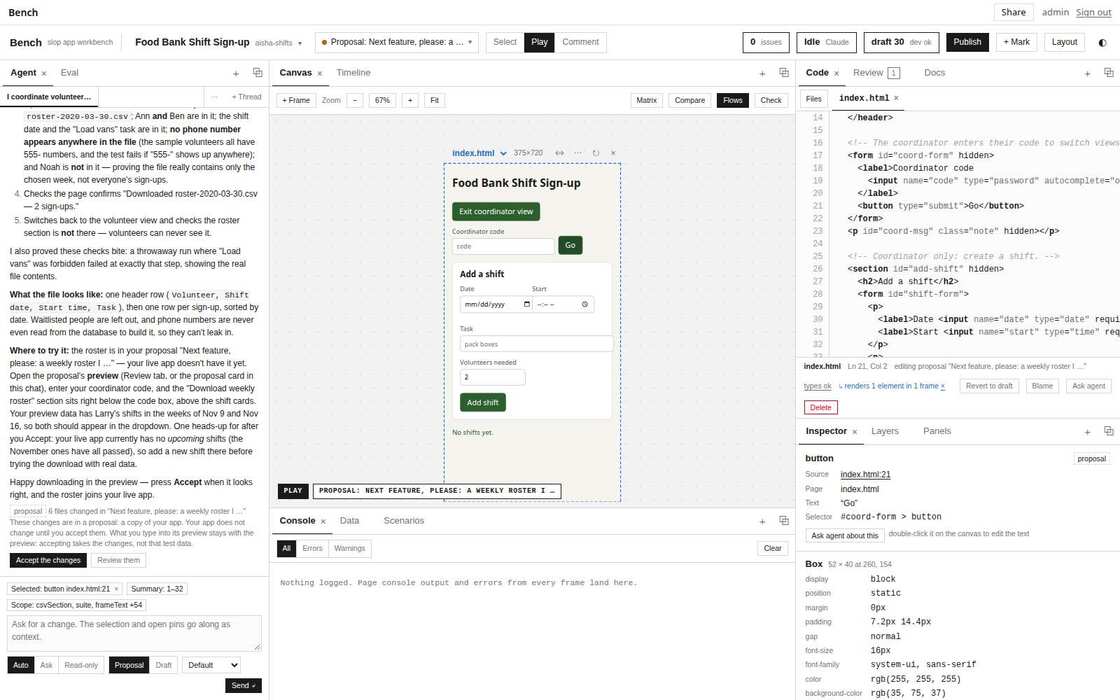 Bench
Share
admin
Sign out
Bench
slop app workbench
Food Bank Shift Sign-up
aisha-shifts
Proposal: Next feature, please: a …
Select
Play
Comment
0 issues
Idle Claude
draft 30 dev ok
Publish
+ Mark
Layout
Agent ×
Eval
I coordinate volunteer…
···
+ Thread
roster-2020-03-30.csv ; Ann and Ben are in it; the shift
date and the "Load vans" task are in it; no phone number
appears anywhere in the file (the sample volunteers all have
555- numbers, and the test fails if "555-" shows up anywhere);
and Noah is not in it — proving the file really contains only the
chosen week, not everyone's sign-ups.
4. Checks the page confirms "Downloaded roster-2020-03-30.csv
— 2 sign-ups."
5. Switches back to the volunteer view and checks the roster
section is not there — volunteers can never see it.
I also proved these checks bite: a throwaway run where "Load
vans" was forbidden failed at exactly that step, showing the real
file contents.
What the file looks like: one header row ( Volunteer, Shift
date, Start time, Task ), then one row per sign-up, sorted by
date. Waitlisted people are left out, and phone numbers are never
even read from the database to build it, so they can't leak in.
Where to try it: the roster is in your proposal "Next feature,
please: a weekly roster I …" — your live app doesn't have it yet.
Open the proposal's preview (Review tab, or the proposal card in
this chat), enter your coordinator code, and the "Download weekly
roster" section sits right below the code box, above the shift cards.
Your preview data has Larry's shifts in the weeks of Nov 9 and Nov
16, so both should appear in the dropdown. One heads-up for after
you Accept: your live app currently has no upcoming shifts (the
November ones have all passed), so add a new shift there before
trying the download with real data.
Happy downloading in the preview — press Accept when it looks
right, and the roster joins your live app.
proposal 6 files changed in "Next feature, please: a weekly roster I …"
These changes are in a proposal: a copy of your app. Your app does not
change until you accept them. What you type into its preview stays with the
preview: accepting takes the changes, not that test data.
Accept the changes
Review them
Selected: button index.html:21 ×
Summary: 1–32
Scope: csvSection, suite, frameText +54
Ask for a change. The selection and open pins go along as
context.
Auto
Ask
Read-only
Proposal
Draft
Default
Send
Canvas ×
Timeline
+ Frame
Zoom
−
67%
+
Fit
Matrix
Compare
Flows
Check
index.html
375×720
Food Bank Shift Sign-up
Exit coordinator view
Coordinator code
code
Go
Add a shift
Date
Start
mm/dd/yyyy
--:-- --
Task
pack boxes
Volunteers needed
2
Add shift
No shifts yet.
PLAY
PROPOSAL: NEXT FEATURE, PLEASE: A WEEKLY ROSTER I …
Console ×
Data
Scenarios
All
Errors
Warnings
Clear
Nothing logged. Page console output and errors from every frame land here.
Code ×
Review 1
Docs
Files
index.html ×
14 </header>
15
16 <!-- The coordinator enters their code to switch views
17 <form id="coord-form" hidden>
18 <label>Coordinator code
19 <input name="code" type="password" autocomplete="o
20 </label>
21 <button type="submit">Go</button>
22 </form>
23 <p id="coord-msg" class="note" hidden></p>
24
25 <!-- Coordinator only: create a shift. -->
26 <section id="add-shift" hidden>
27 <h2>Add a shift</h2>
28 <form id="shift-form">
29 <p>
30 <label>Date <input name="date" type="date" requi
31 <label>Start <input name="start" type="time" req
32 </p>
33 <p>
index.html Ln 21, Col 2 editing proposal "Next feature, please: a weekly roster I …"
types ok
renders 1 element in 1 frame ×
Revert to draft
Blame
Ask agent
Delete
Inspector ×
Layers
Panels
button
proposal
Source index.html:21
Page index.html
Text "Go"
Selector #coord-form > button
Ask agent about this
double-click it on the canvas to edit the text
Box 52 × 40 at 260, 154
display block
position static
margin 0px
padding 7.2px 14.4px
gap normal
font-size 16px
font-family system-ui, sans-serif
color rgb(255, 255, 255)
background-color rgb(35, 75, 37)